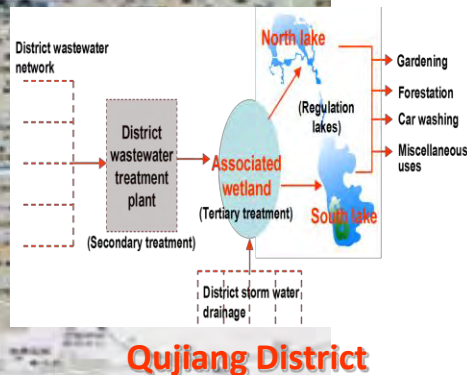 District wastewater
network
District
wastewater
treatment
plant
(Secondary treatment)
Associated
wetland
(Tertiary treatment)
District storm water
drainage
North lake
(Regulation
lakes)
South lake
Gardening
Forestation
Car washing
Miscellaneous
uses
Qujiang District